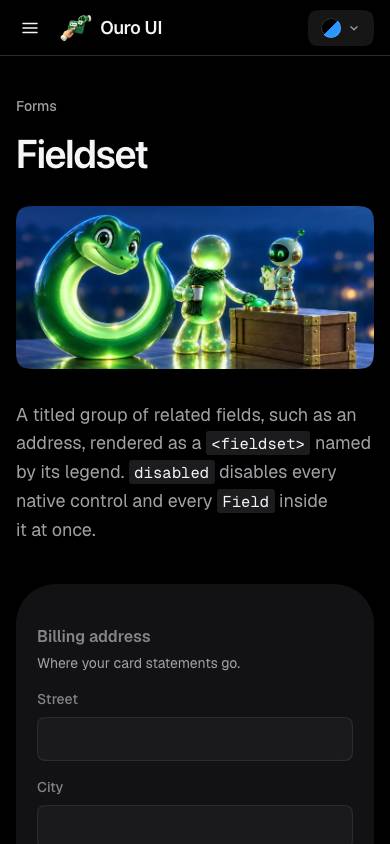 Ouro UI
Forms
Fieldset
A titled group of related fields, such as an
address, rendered as a <fieldset> named
by its legend. disabled disables every
native control and every Field inside
it at once.
Billing address
Where your card statements go.
Street
City